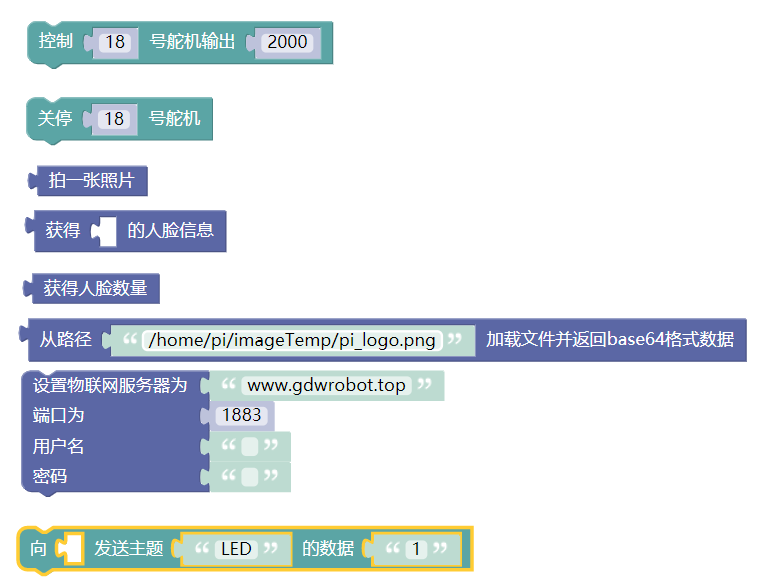 控制 18 号舵机输出 2000
关停 18 号舵机
拍一张照片
获得 的人脸信息
获得人脸数量
从路径 “ /home/pi/imageTemp/pi_logo.png ” 加载文件并返回base64格式数据
设置物联网服务器为 “ www.gdwrobot.top ”
端口为 1883
用户名 “ ”
密码 “ ”
向 发送主题 “ LED ” 的数据 “ 1 ”